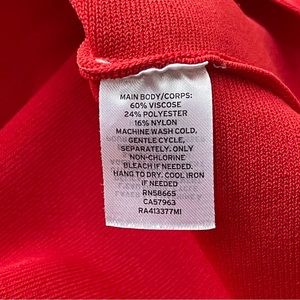 MAIN BODY/CORPS:
60% VISCOSE
24% POLYESTER
16% NYLON
MACHINE WASH COLD,
GENTLE CYCLE,
SEPARATELY. ONLY
NON-CHLORINE
BLEACH IF NEEDED.
HANG TO DRY. COOL IRON
IF NEEDED
RN58665
CA57963
RA413377MI